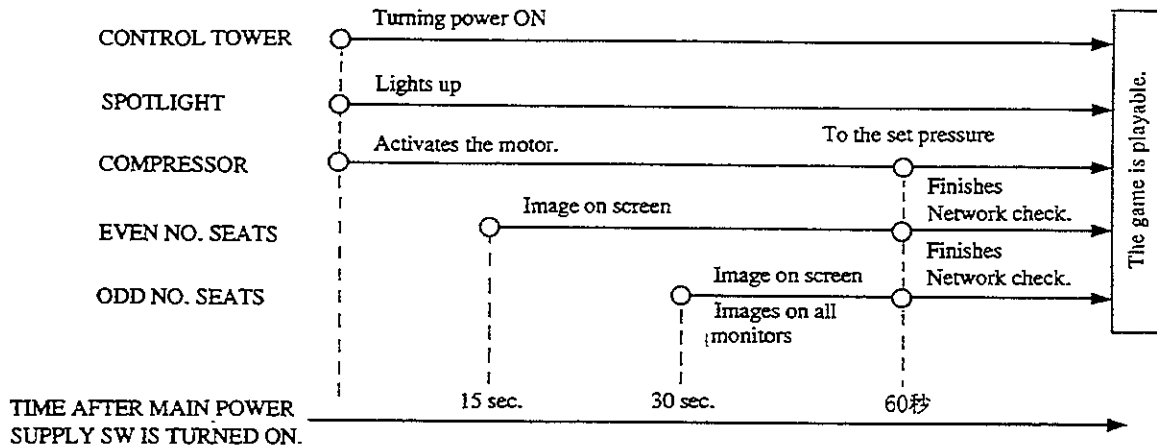 Turning power ON
CONTROL TOWER
Lights up
SPOTLIGHT
To the set pressure
Activates the motor.
COMPRESSOR
Finishes
Network check.
Image on screen
EVEN NO. SEATS
Finishes
Network check.
Image on screen
ODD NO. SEATS
Images on all
monitors
The game is playable.
15 sec.
30 sec.
60秒
TIME AFTER MAIN POWER
SUPPLY SW IS TURNED ON.